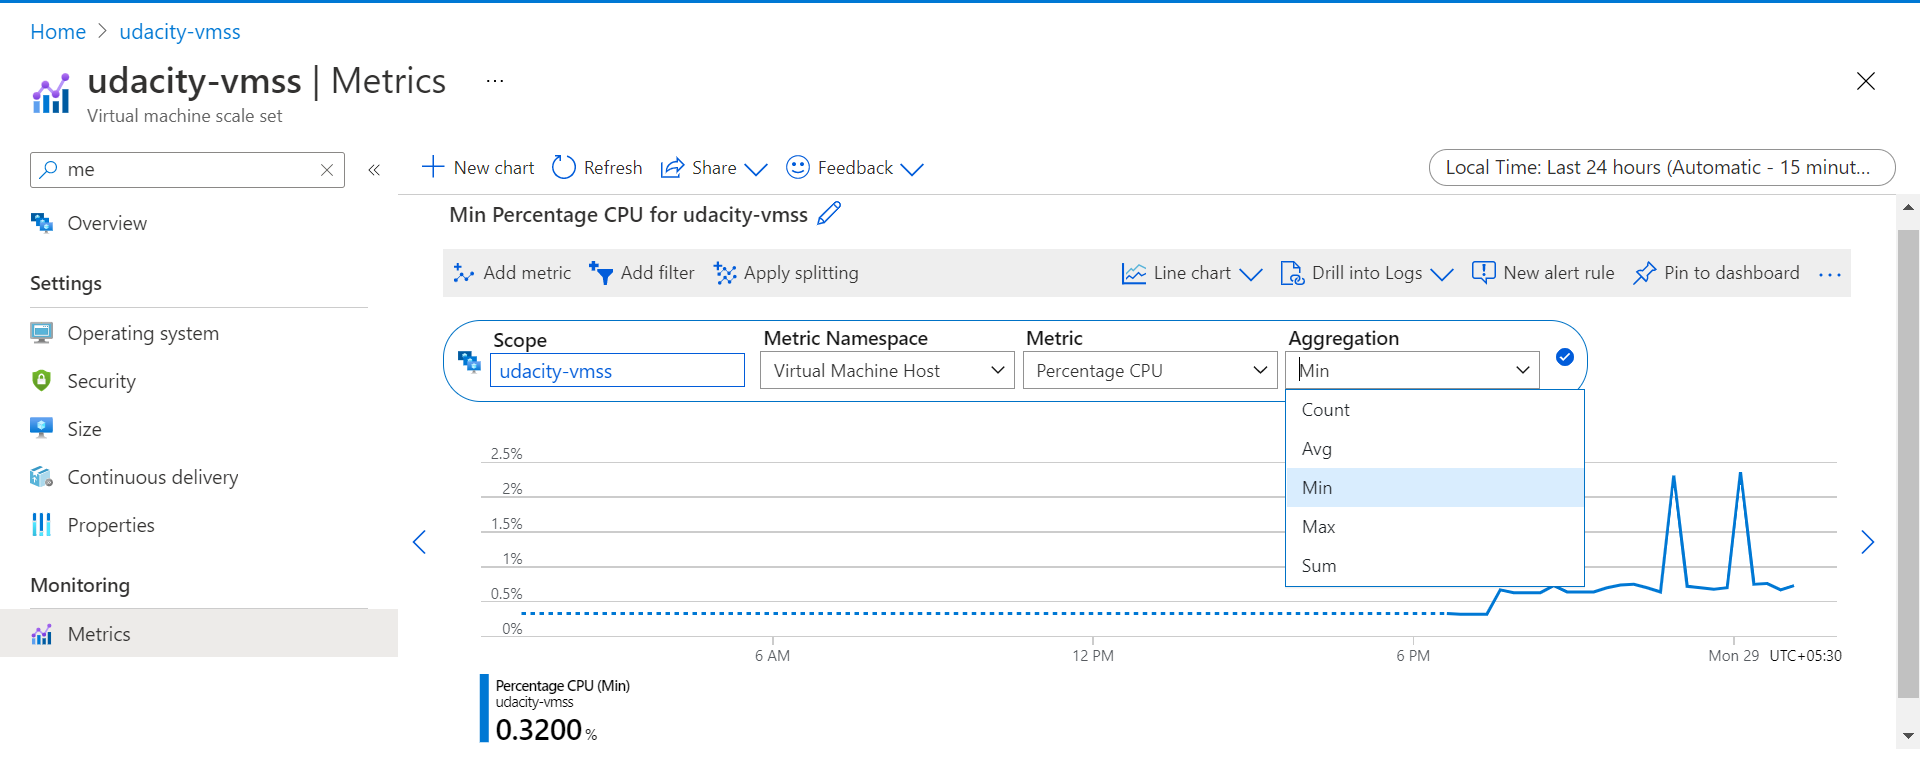 Home > udacity-vmss
udacity-vmss | Metrics ...
Virtual machine scale set
me
«
New chart
Refresh
Share
Feedback
Local Time: Last 24 hours (Automatic - 15 minut...
Overview
Settings
Operating system
Security
Size
Continuous delivery
Properties
Monitoring
Metrics
Min Percentage CPU for udacity-vmss
Add metric
Add filter
Apply splitting
Line chart
Drill into Logs
New alert rule
Pin to dashboard
...
Scope
udacity-vmss
Metric Namespace
Virtual Machine Host
Metric
Percentage CPU
Aggregation
Min
Count
Avg
Min
Max
Sum
2.5%
2%
1.5%
1%
0.5%
0%
6 AM
12 PM
6 PM
Mon 29
UTC+05:30
Percentage CPU (Min)
udacity-vmss
0.3200 %